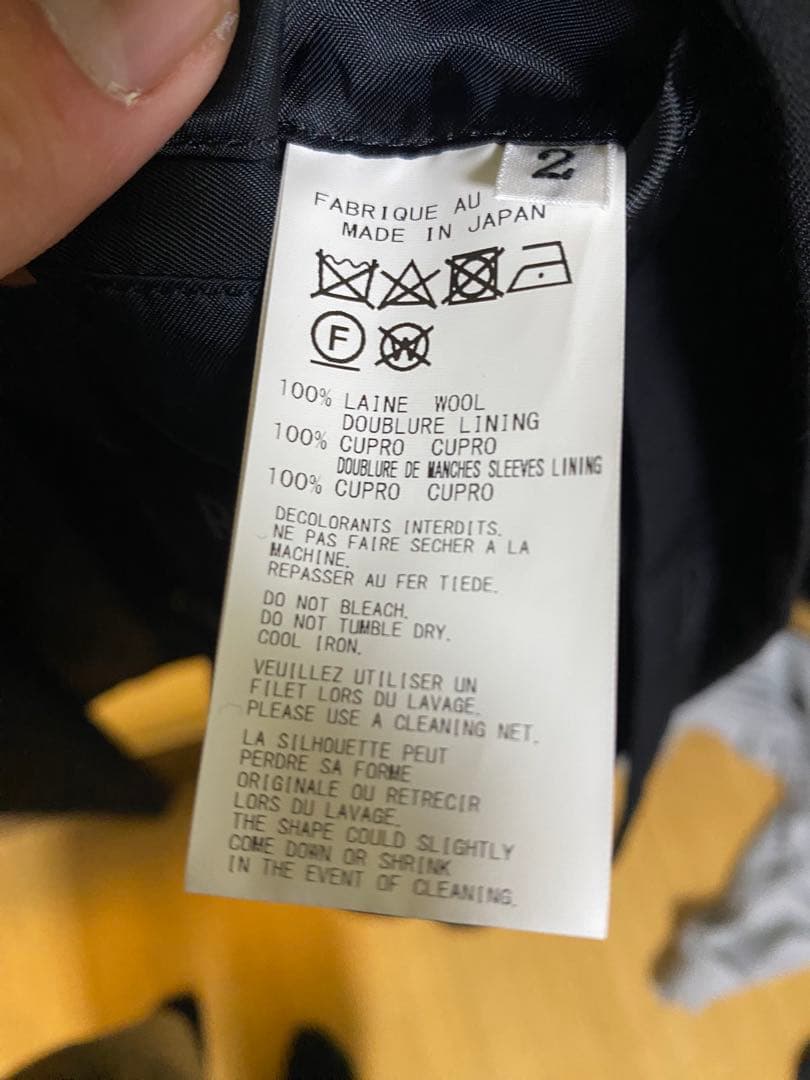 2
FABRIQUE AU
MADE IN JAPAN
F
W
100% LAINE WOOL
DOUBLURE LINING
100% CUPRO CUPRO
DOUBLURE DE MANCHES SLEEVES LINING
100% CUPRO CUPRO
DECOLORANTS INTERDITS.
NE PAS FAIRE SECHER A LA
MACHINE.
REPASSER AU FER TIEDE.
DO NOT BLEACH.
DO NOT TUMBLE DRY.
COOL IRON.
VEUILLEZ UTILISER UN
FILET LORS DU LAVAGE.
PLEASE USE A CLEANING NET.
LA SILHOUETTE PEUT
PERDRE SA FORME
ORIGINALE OU RETRECIR
LORS DU LAVAGE.
THE SHAPE COULD SLIGHTLY
COME DOWN OR SHRINK
IN THE EVENT OF CLEANING.